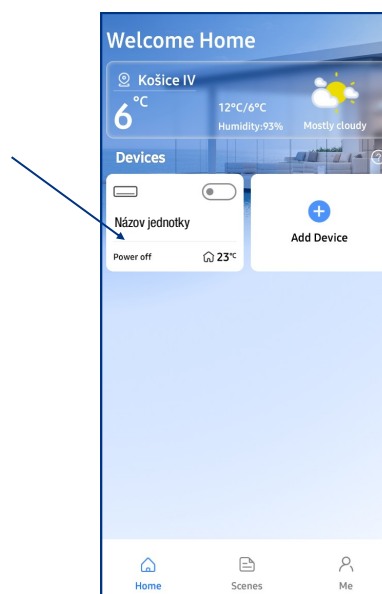 Welcome Home
Košice IV
6°C
12°C/6°C
Humidity:93%
Mostly cloudy
Devices
?
Názov jednotky
Power off
23°C
Add Device
Home
Scenes
Me